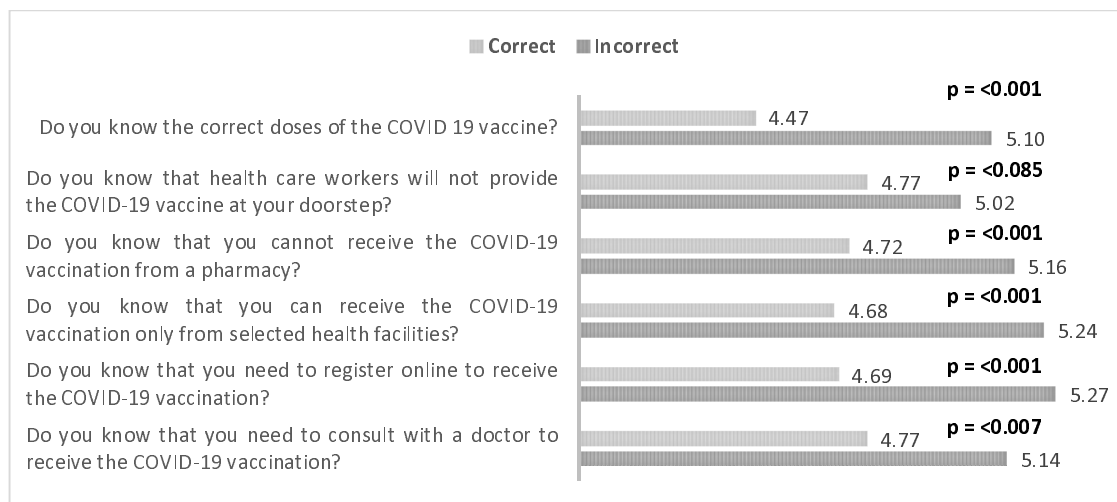 Correct Incorrect
p = <0.001
Do you know the correct doses of the COVID 19 vaccine?
4.47
5.10
p = <0.085
Do you know that health care workers will not provide
the COVID-19 vaccine at your doorstep?
4.77
5.02
p = <0.001
Do you know that you cannot receive the COVID-19
vaccination from a pharmacy?
4.72
5.16
p = <0.001
Do you know that you can receive the COVID-19
vaccination only from selected health facilities?
4.68
5.24
p = <0.001
Do you know that you need to register online to receive
the COVID-19 vaccination?
4.69
5.27
p = <0.007
Do you know that you need to consult with a doctor to
receive the COVID-19 vaccination?
4.77
5.14